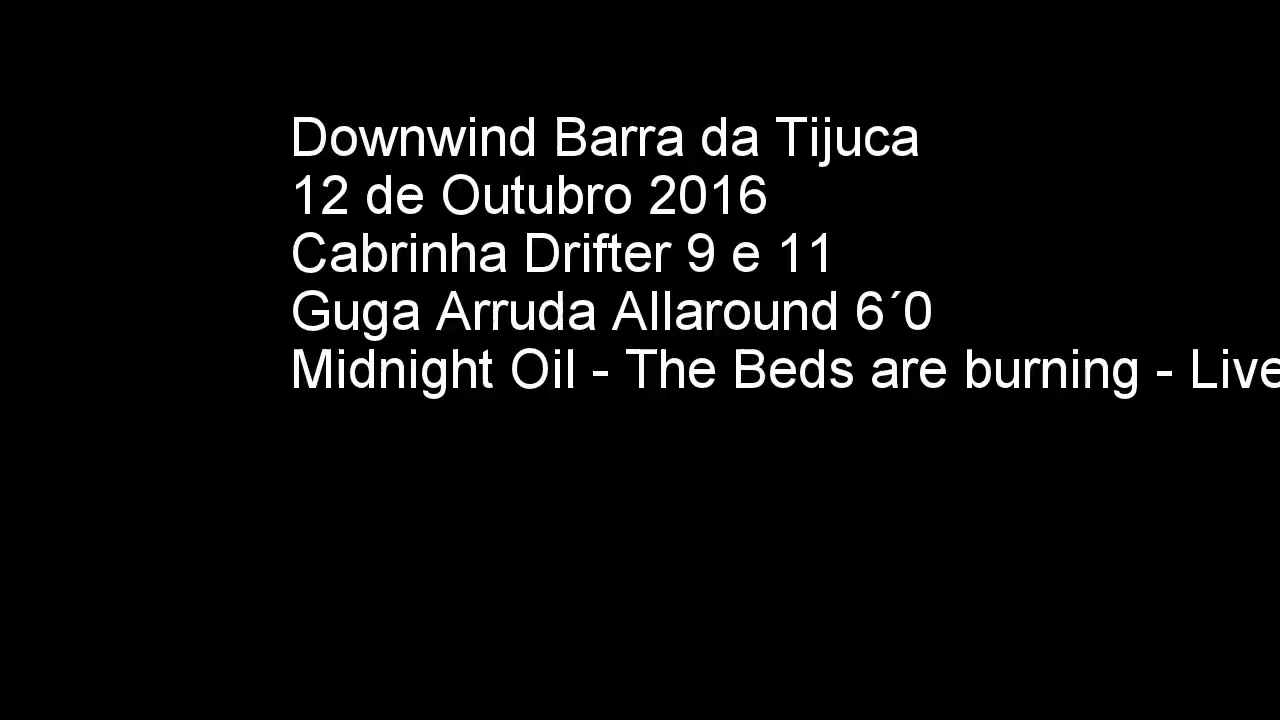 Downwind Barra da Tijuca
12 de Outubro 2016
Cabrinha Drifter 9 e 11
Guga Arruda Allaround 6´0
Midnight Oil - The Beds are burning - Live